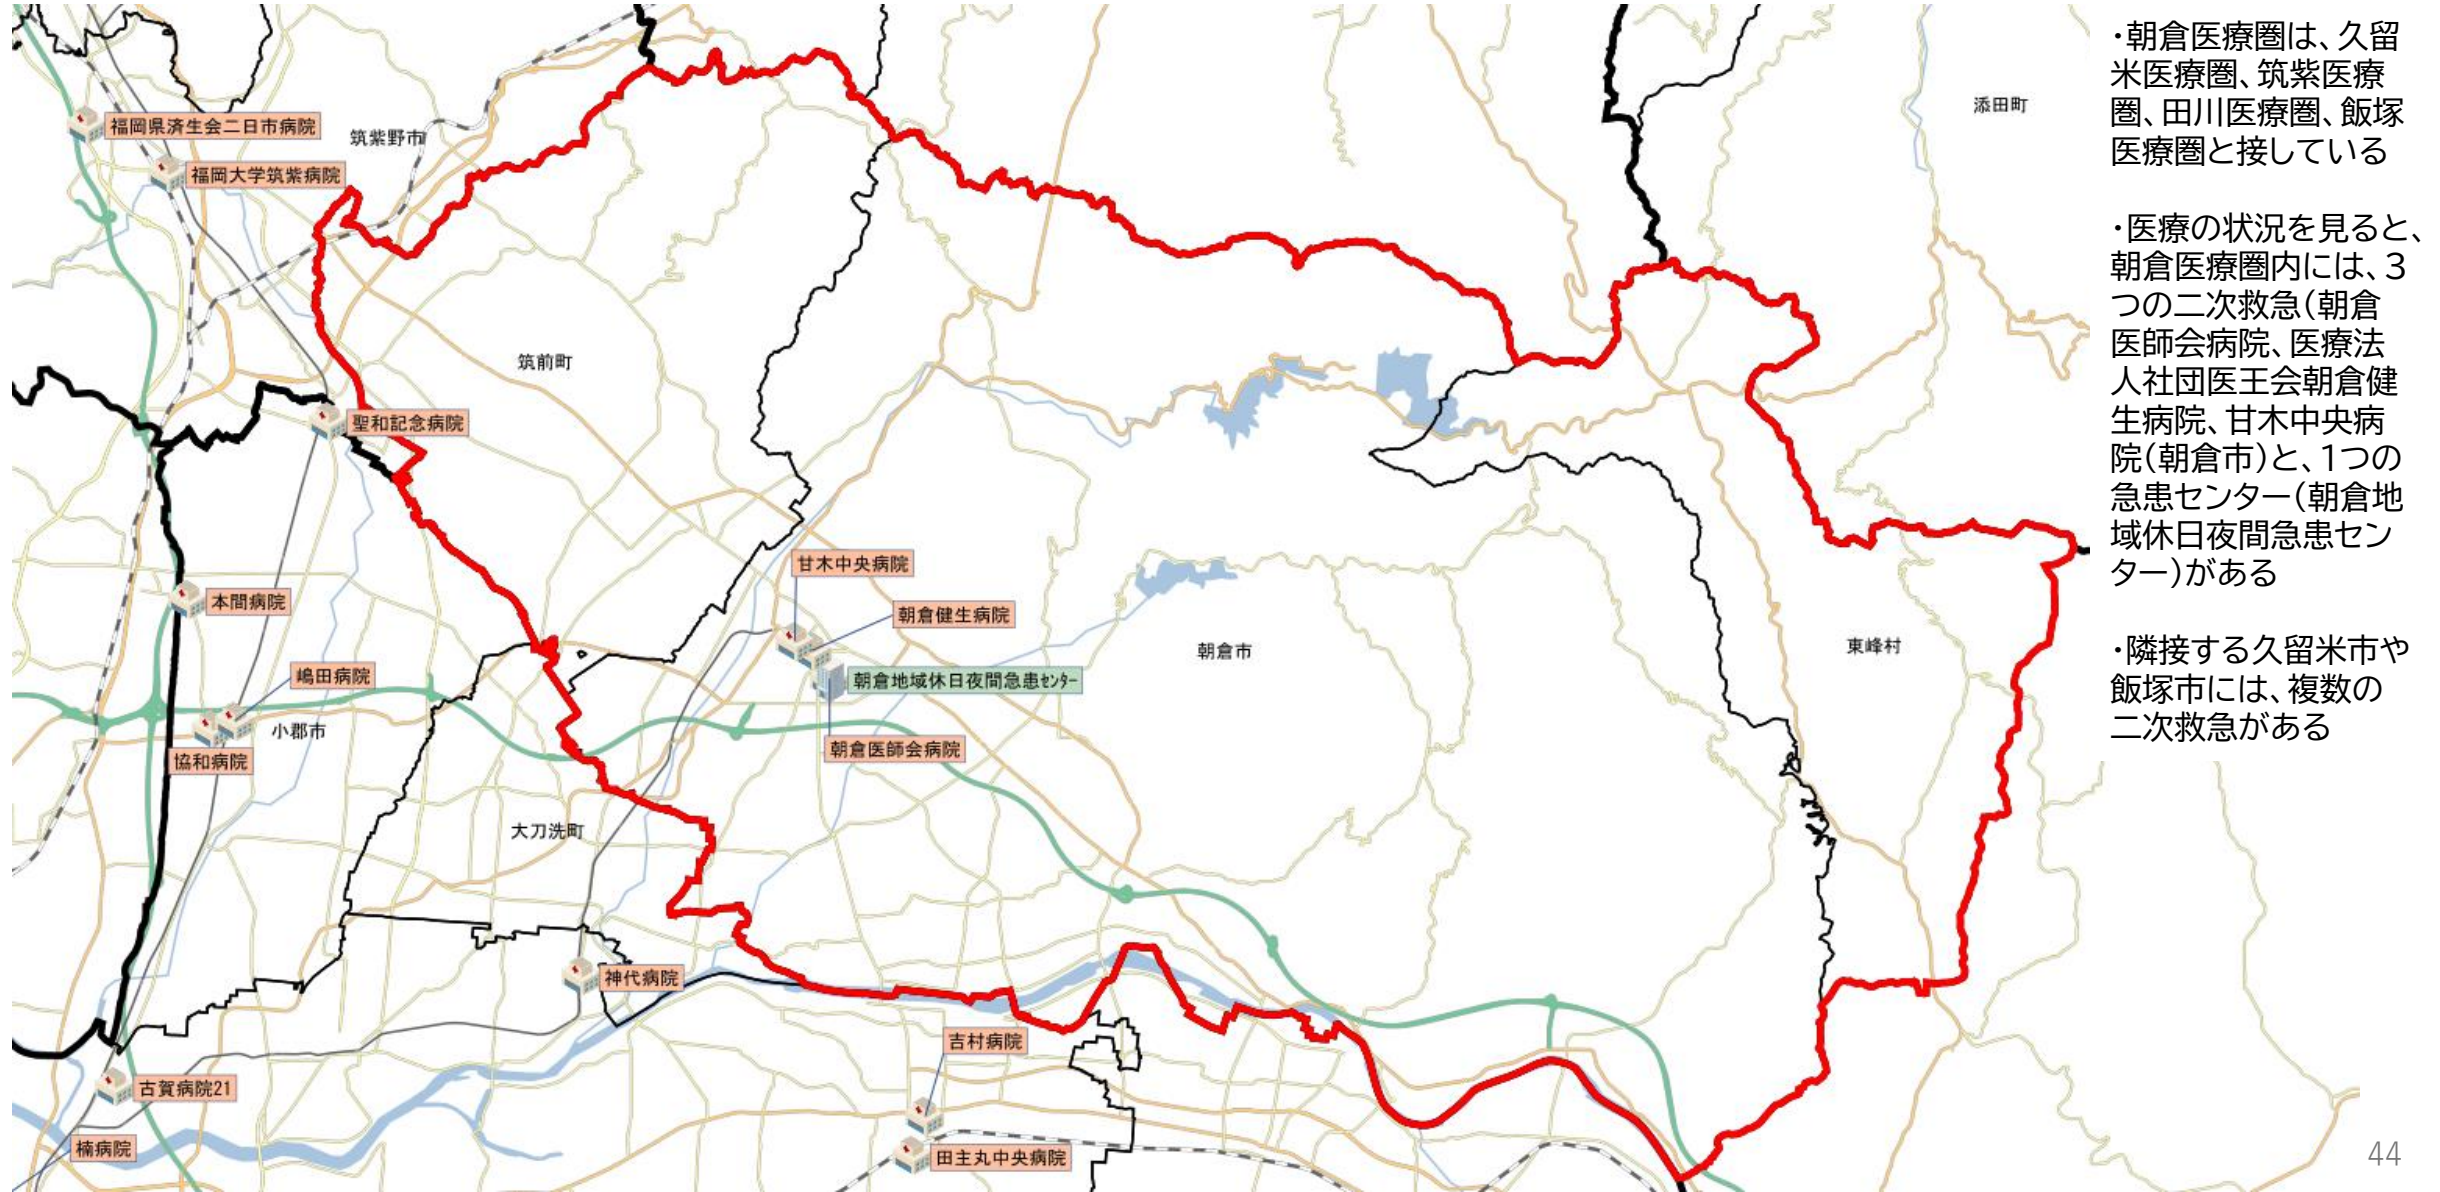 福岡県済生会二日市病院
筑紫野市
福岡大学筑紫病院
添田町
筑前町
聖和記念病院
甘木中央病院
本間病院
朝倉健生病院
朝倉市
東峰村
嶋田病院
朝倉地域休日夜間急患センター
小郡市
朝倉医師会病院
協和病院
大刀洗町
神代病院
吉村病院
古賀病院21
楠病院
田主丸中央病院
・朝倉医療圏は、久留
米医療圏、筑紫医療
圏、田川医療圏、飯塚
医療圏と接している
・医療の状況を見ると、
朝倉医療圏内には、３
つの二次救急（朝倉
医師会病院、医療法
人社団医王会朝倉健
生病院、甘木中央病
院（朝倉市）と、１つの
急患センター（朝倉地
域休日夜間急患セン
ター）がある
・隣接する久留米市や
飯塚市には、複数の
二次救急がある
44